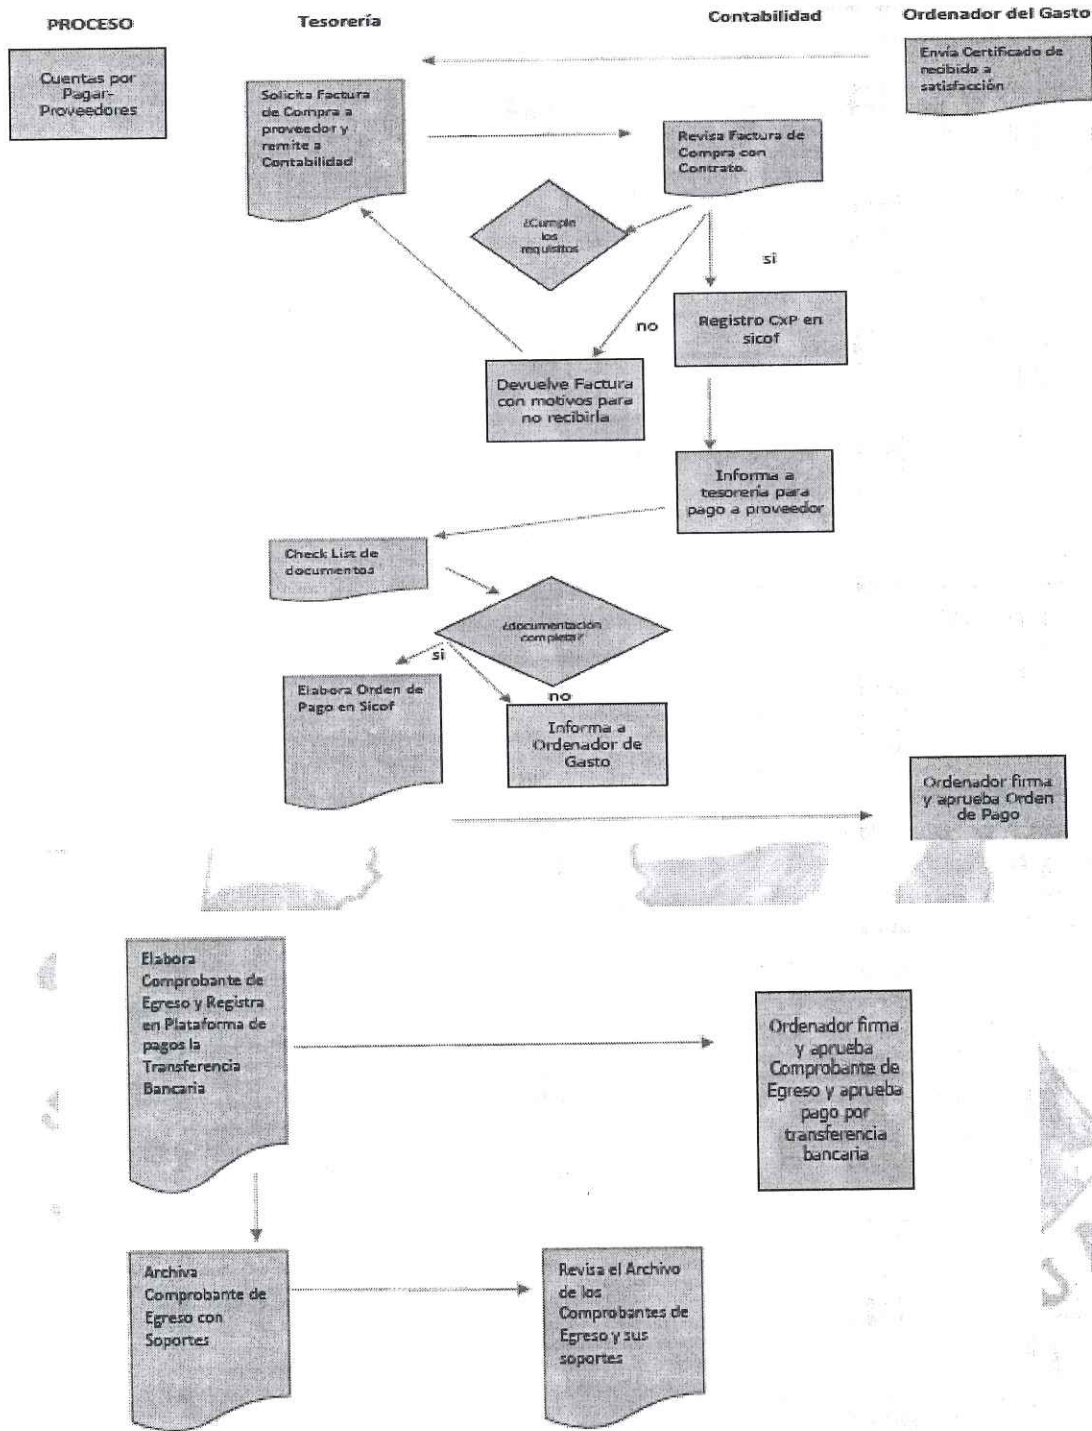 PROCESO
Tesorería
Contabilidad
Ordenador del Gasto
Cuentas por
Pagar-
Proveedores
Envía Certificado de
recibido a
satisfacción
Solicita Factura
de Compra a
proveedor y
remite a
Contabilidad
Revisa Factura de
Compra con
Contrato.
¿Cumple
los
requisitos
si
no
Registro CxP en
sicof
Devuelve Factura
con motivos para
no recibirla
Informa a
tesorería para
pago a proveedor
Check List de
documentos
¿documentación
completa?
si
no
Elabora Orden de
Pago en Sicof
Informa a
Ordenador de
Gasto
Ordenador firma
y aprueba Orden
de Pago
Elabora
Comprobante de
Egreso y Registra
en Plataforma de
pagos la
Transferencia
Bancaria
Ordenador firma
y aprueba
Comprobante de
Egreso y aprueba
pago por
transferencia
bancaria
Archiva
Comprobante de
Egreso con
Soportes
Revisa el Archivo
de los
Comprobantes de
Egreso y sus
soportes